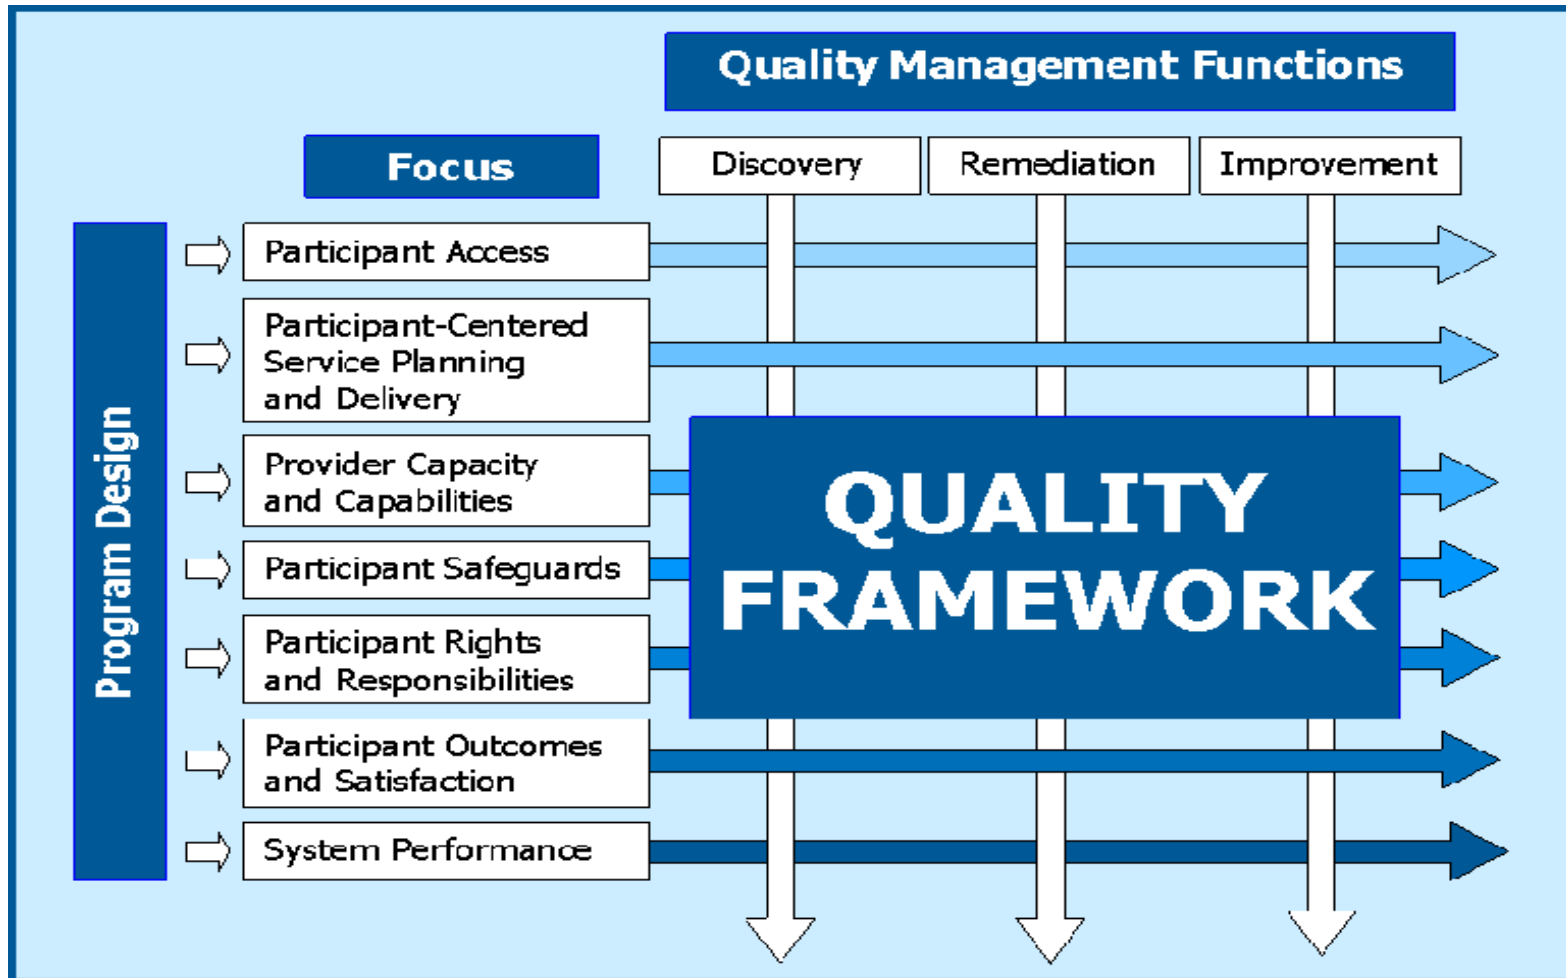 Quality Management Functions
Focus
Discovery
Remediation
Improvement
Program Design
Participant Access
Participant-Centered
Service Planning
and Delivery
Provider Capacity
and Capabilities
Participant Safeguards
Participant Rights
and Responsibilities
Participant Outcomes
and Satisfaction
System Performance
QUALITY
FRAMEWORK